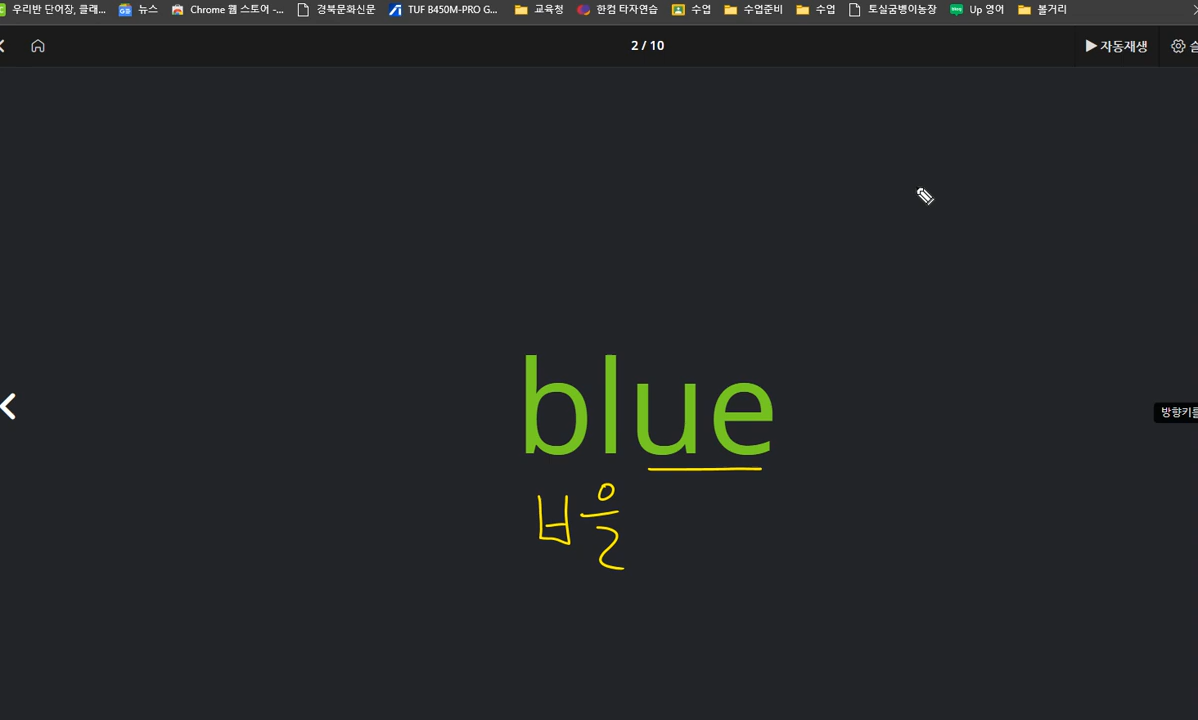 우리반 단어장, 클래... 뉴스 Chrome 웹 스토어 -... 경북문화신문 TUF B450M-PRO G... 교육청 한컴 타자연습 수업 수업준비 수업 토실굼벵이농장 Up 영어 볼거리
2 / 10 자동재생
blue
방향키를
ㅂ 을